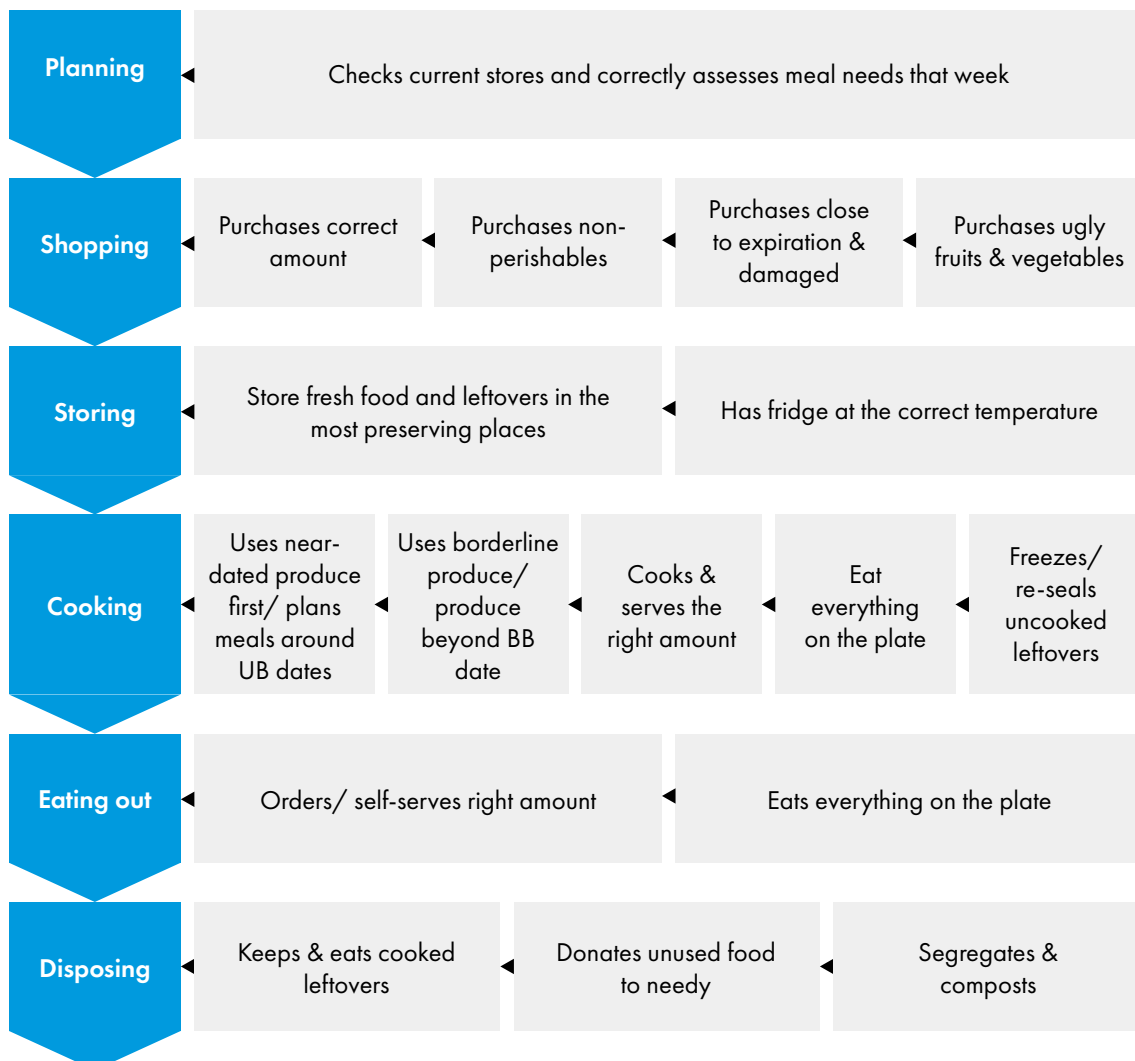 Planning
Checks current stores and correctly assesses meal needs that week
Shopping
Purchases correct
amount
Purchases non-
perishables
Purchases close
to expiration &
damaged
Purchases ugly
fruits & vegetables
Storing
Store fresh food and leftovers in the
most preserving places
Has fridge at the correct temperature
Cooking
Uses near-
dated produce
first/ plans
meals around
UB dates
Uses borderline
produce/
produce
beyond BB
date
Cooks &
serves the
right amount
Eat
everything
on the plate
Freezes/
re-seals
uncooked
leftovers
Eating out
Orders/ self-serves right amount
Eats everything on the plate
Disposing
Keeps & eats cooked
leftovers
Donates unused food
to needy
Segregates &
composts